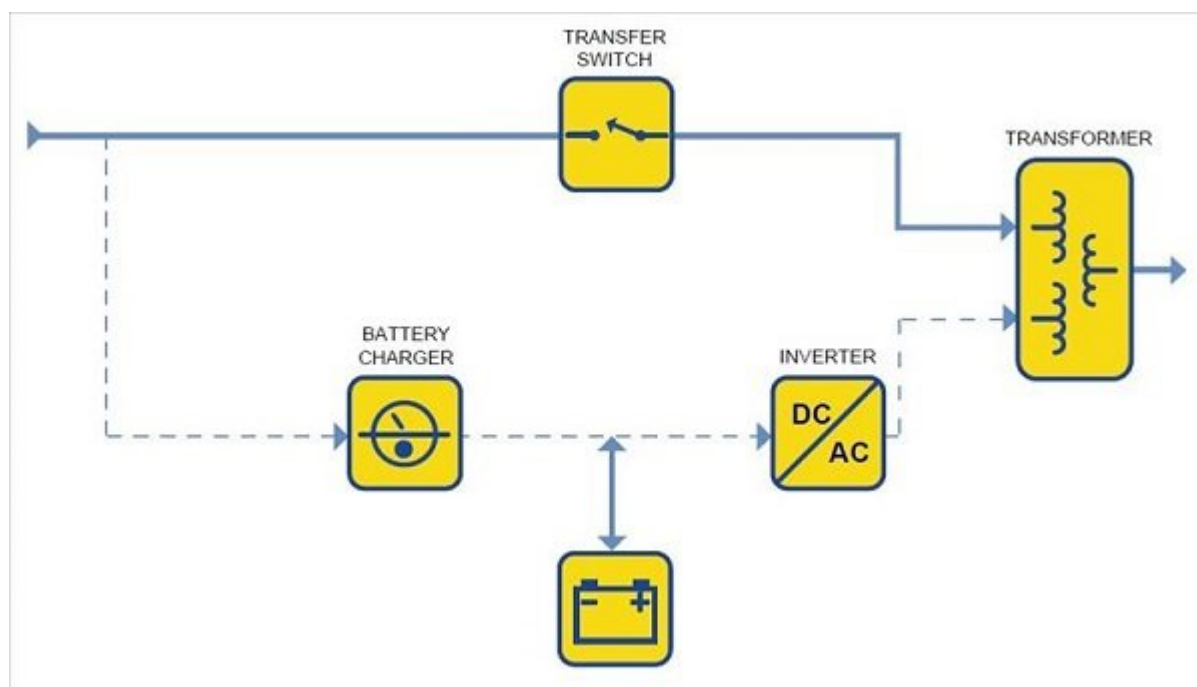 TRANSFER
SWITCH
TRANSFORMER
BATTERY
CHARGER
INVERTER
DC
AC
- +